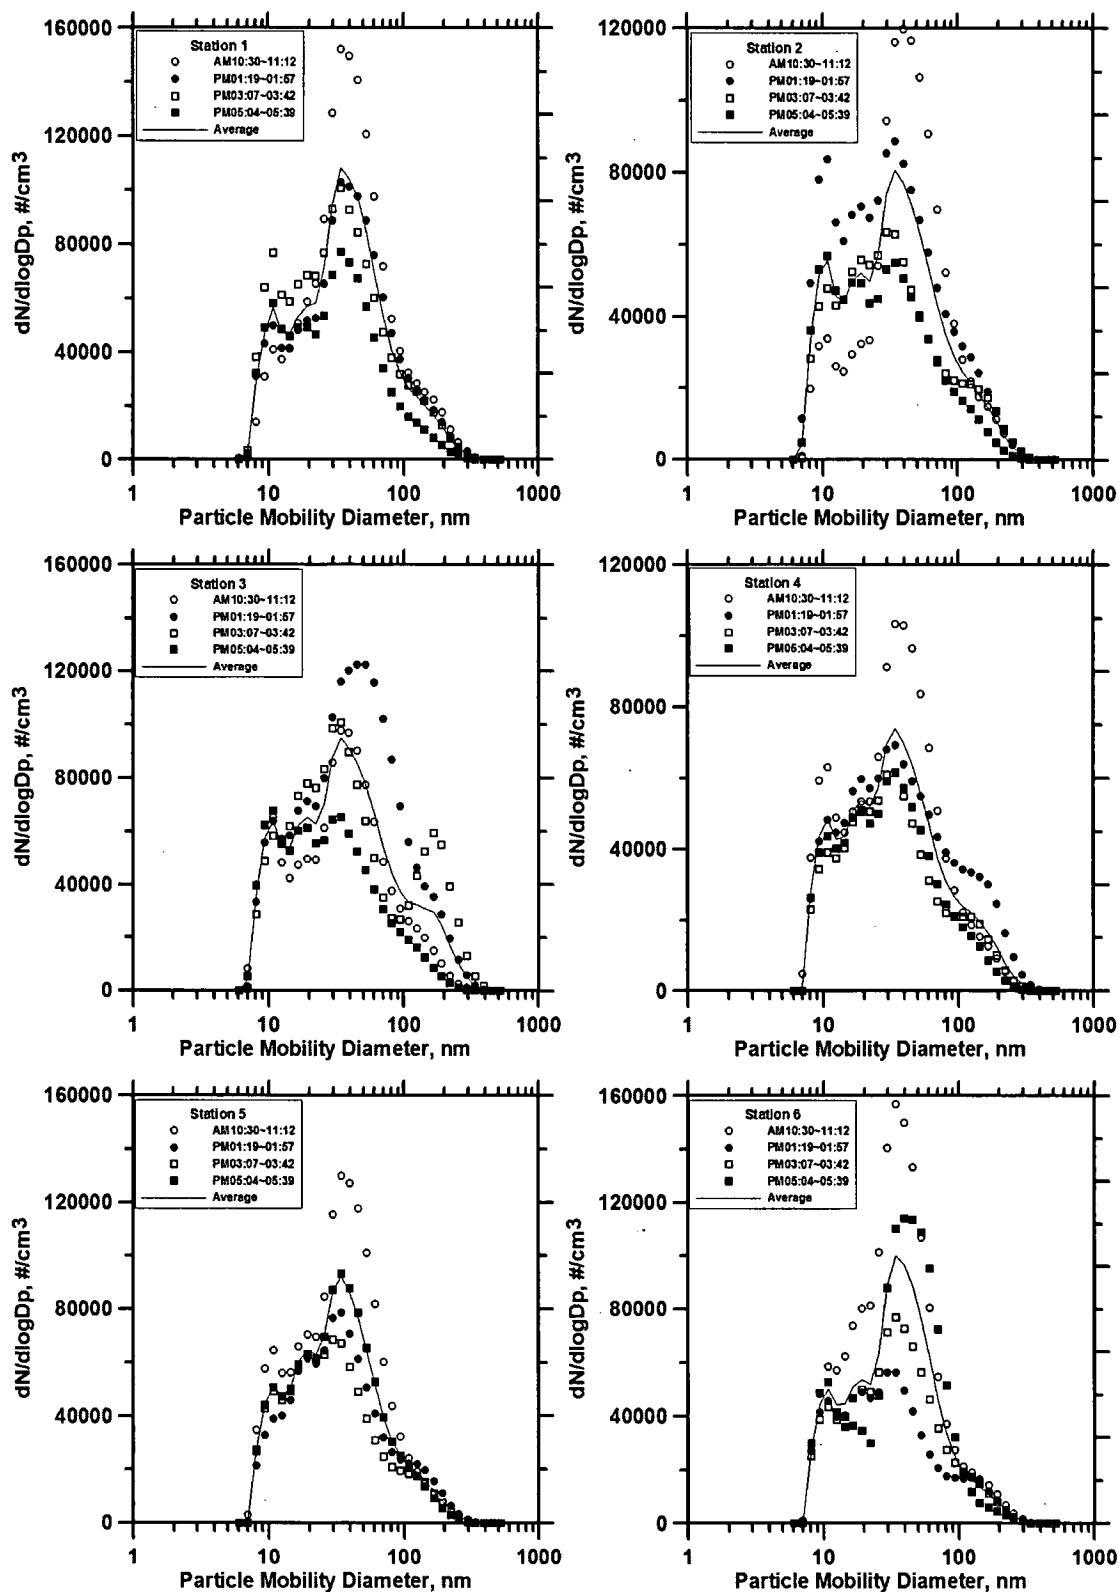 160000
120000
80000
40000
0
dN/dlogDp, #/cm3
Station 1
AM10:30~11:12
PM01:19~01:57
PM03:07~03:42
PM05:04~05:39
Average
1 10 100 1000
Particle Mobility Diameter, nm
120000
80000
40000
0
dN/dlogDp, #/cm3
Station 2
AM10:30~11:12
PM01:19~01:57
PM03:07~03:42
PM05:04~05:39
Average
1 10 100 1000
Particle Mobility Diameter, nm
160000
120000
80000
40000
0
dN/dlogDp, #/cm3
Station 3
AM10:30~11:12
PM01:19~01:57
PM03:07~03:42
PM05:04~05:39
Average
1 10 100 1000
Particle Mobility Diameter, nm
120000
80000
40000
0
dN/dlogDp, #/cm3
Station 4
AM10:30~11:12
PM01:19~01:57
PM03:07~03:42
PM05:04~05:39
Average
1 10 100 1000
Particle Mobility Diameter, nm
160000
120000
80000
40000
0
dN/dlogDp, #/cm3
Station 5
AM10:30~11:12
PM01:19~01:57
PM03:07~03:42
PM05:04~05:39
Average
1 10 100 1000
Particle Mobility Diameter, nm
160000
120000
80000
40000
0
dN/dlogDp, #/cm3
Station 6
AM10:30~11:12
PM01:19~01:57
PM03:07~03:42
PM05:04~05:39
Average
1 10 100 1000
Particle Mobility Diameter, nm